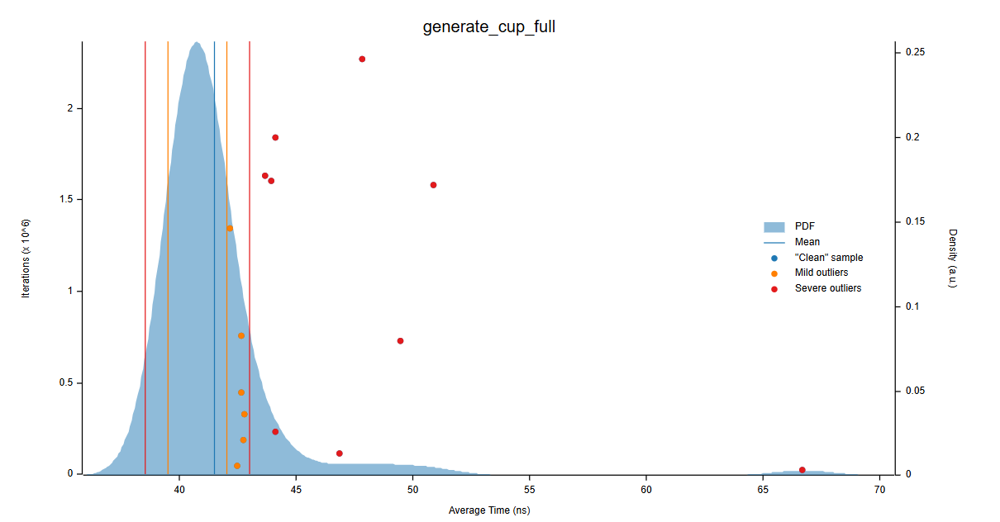 generate_cup_full
Iterations (x 10^6)
2
1.5
1
0.5
0
0.25
0.2
0.15
0.1
0.05
0
Density (a.u.)
PDF
Mean
"Clean" sample
Mild outliers
Severe outliers
40 45 50 55 60 65 70
Average Time (ns)